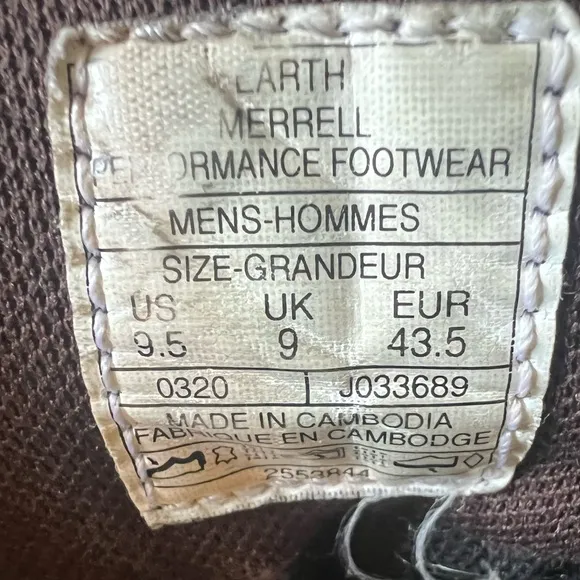 EARTH
MERRELL
PERFORMANCE FOOTWEAR
MENS-HOMMES
SIZE-GRANDEUR
US UK EUR
9.5 9 43.5
0320 J033689
MADE IN CAMBODIA
FABRIQUE EN CAMBODGE
2553844